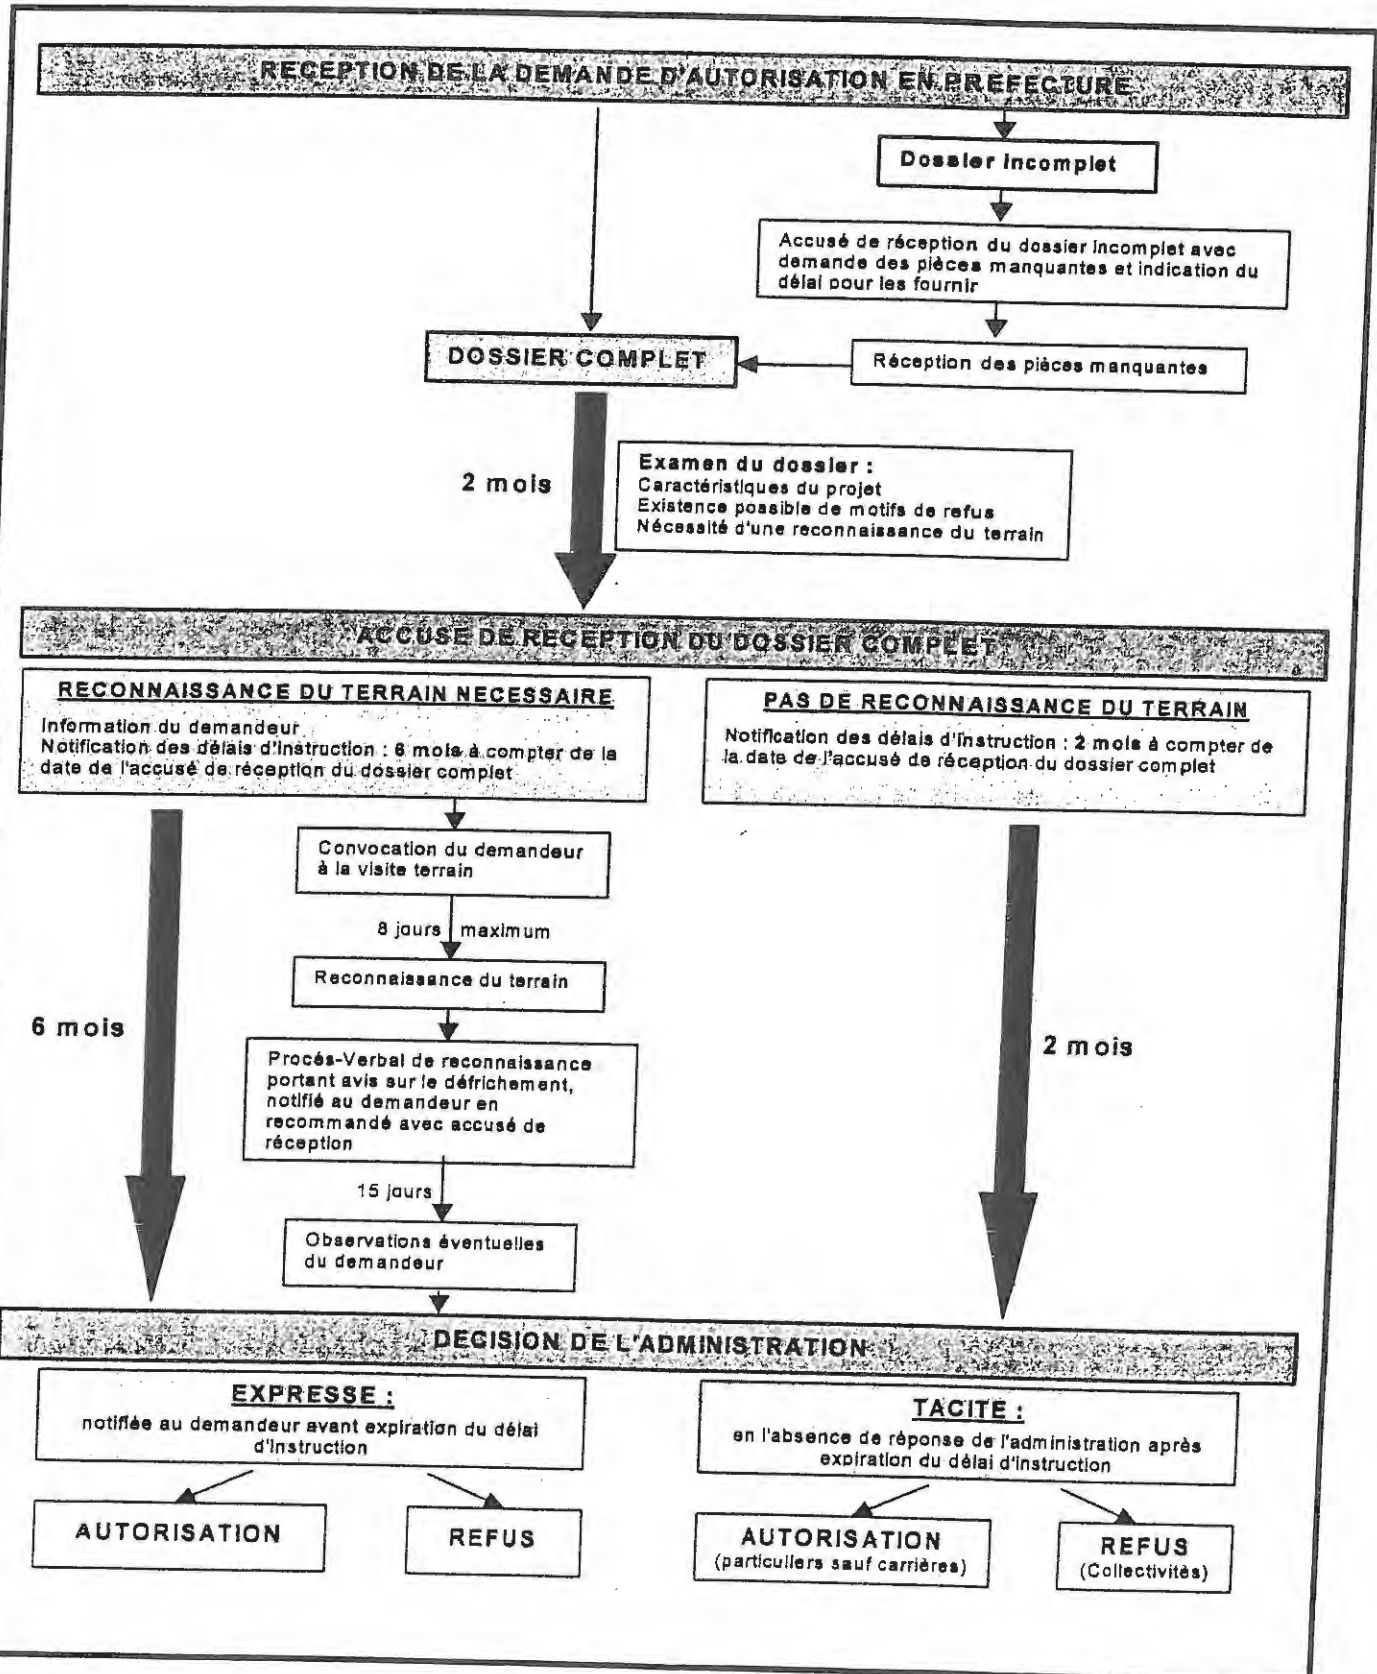 RECEPTION DE LA DEMANDE D'AUTORISATION EN PREFECTURE
Dossier incomplet
Accusé de réception du dossier incomplet avec
demande des pièces manquantes et indication du
délai pour les fournir
DOSSIER COMPLET
Réception des pièces manquantes
2 mois
Examen du dossier :
Caractéristiques du projet
Existence possible de motifs de refus
Nécessité d'une reconnaissance du terrain
ACCUSE DE RECEPTION DU DOSSIER COMPLET
RECONNAISSANCE DU TERRAIN NECESSAIRE
Information du demandeur
Notification des délais d'instruction : 6 mois à compter de la
date de l'accusé de réception du dossier complet
PAS DE RECONNAISSANCE DU TERRAIN
Notification des délais d'instruction : 2 mois à compter de
la date de l'accusé de réception du dossier complet
Convocation du demandeur
à la visite terrain
8 jours maximum
Reconnaissance du terrain
6 mois
2 mois
Procés-Verbal de reconnaissance
portant avis sur le défrichement,
notifié au demandeur en
recommandé avec accusé de
réception
15 jours
Observations éventuelles
du demandeur
DECISION DE L'ADMINISTRATION
EXPRESSE :
notifiée au demandeur avant expiration du délai
d'instruction
AUTORISATION
REFUS
TACITE :
en l'absence de réponse de l'administration après
expiration du délai d'instruction
AUTORISATION
(particuliers sauf carrières)
REFUS
(Collectivités)